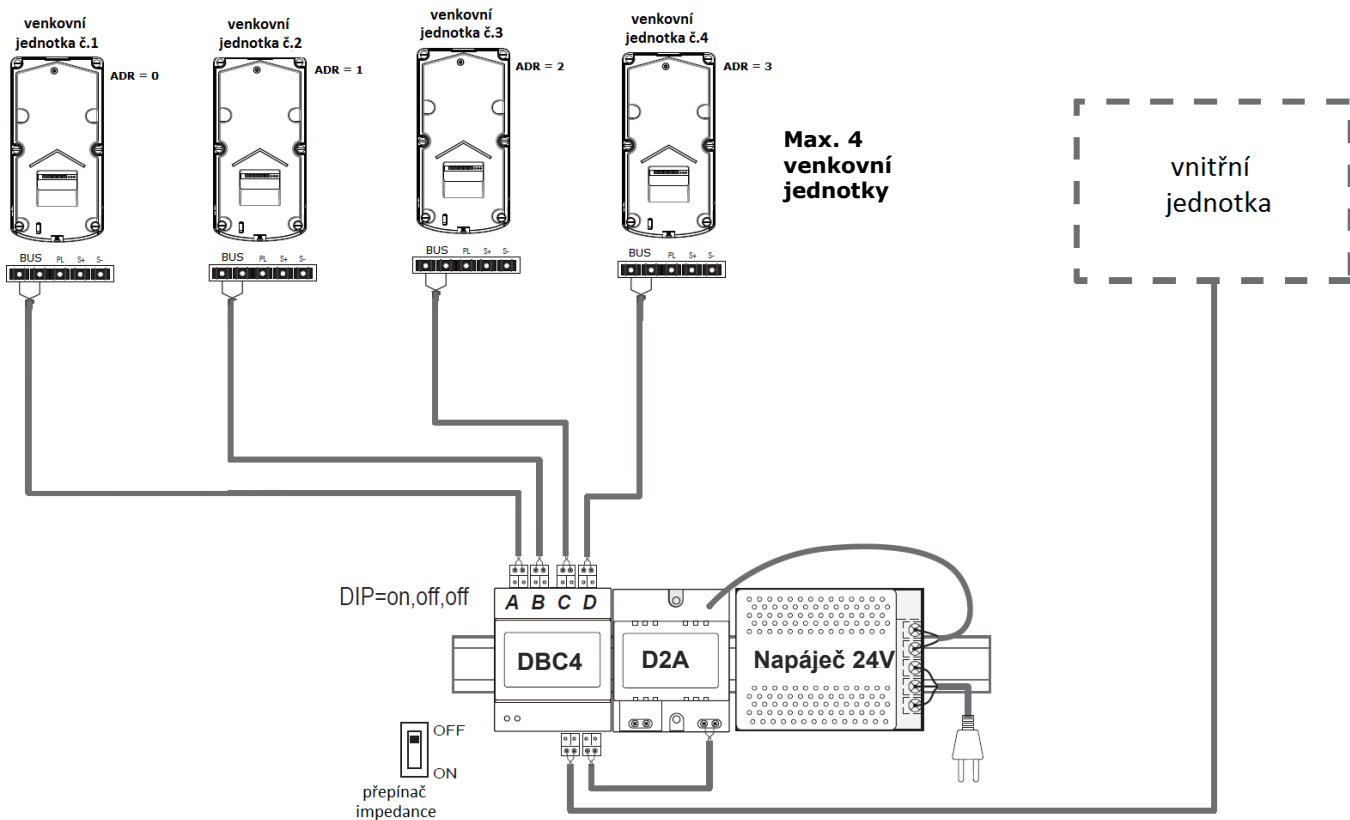 venkovní
jednotka č.1
ADR = 0
venkovní
jednotka č.2
ADR = 1
venkovní
jednotka č.3
ADR = 2
venkovní
jednotka č.4
ADR = 3
Max. 4
venkovní
jednotky
vnitřní
jednotka
BUS PL S+ S-
BUS PL S+ S-
BUS PL S+ S-
BUS PL S+ S-
DIP=on,off,off
A B C D
DBC4
D2A
Napáječ 24V
OFF
ON
přepínač
impedance